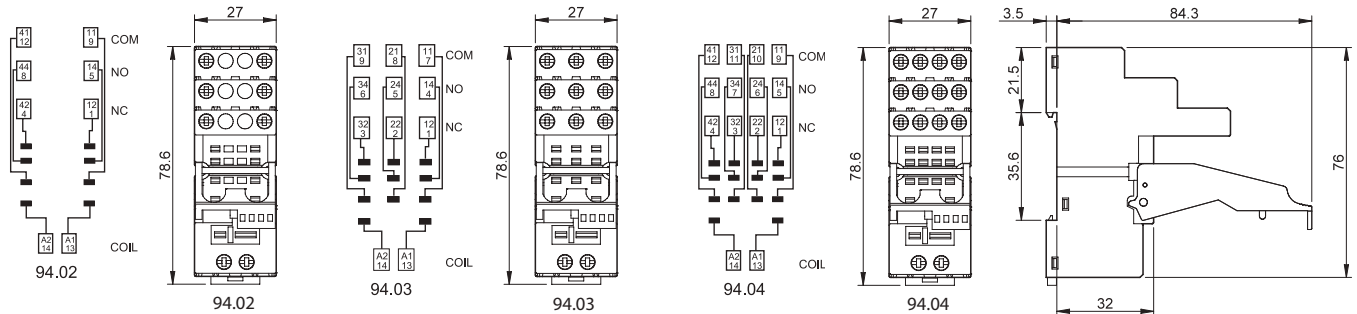 41 12
11 9
COM
44 8
14 5
NO
42 4
12 1
NC
A2 14
A1 13
COIL
94.02
27
78.6
94.02
31 9
21 8
11 7
COM
34 6
24 5
14 4
NO
32 3
22 2
12 1
NC
A2 14
A1 13
COIL
94.03
27
78.6
94.03
41 12
31 11
21 10
11 9
COM
44 8
34 7
24 6
14 5
NO
42 4
32 3
22 2
12 1
NC
A2 14
A1 13
COIL
94.04
27
78.6
94.04
3.5
84.3
21.5
35.6
76
32